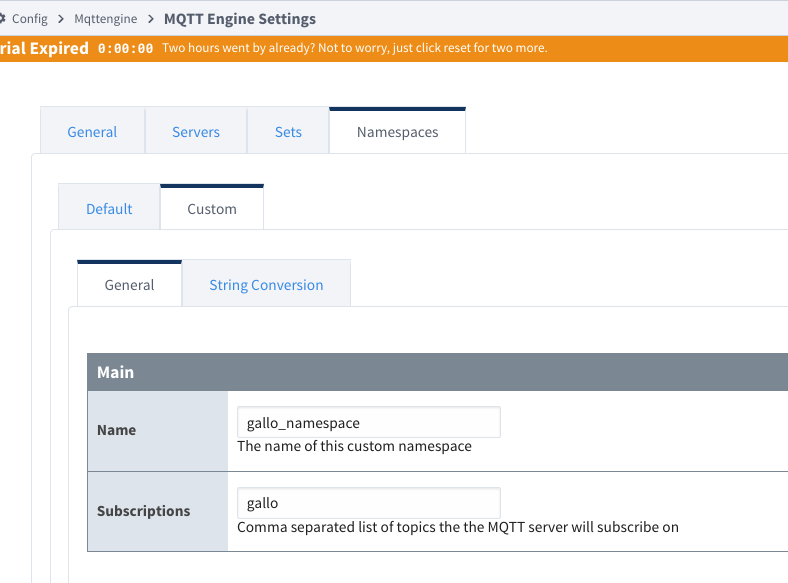 Config > Mqttengine > MQTT Engine Settings
rial Expired 0:00:00 Two hours went by already? Not to worry, just click reset for two more.
General Servers Sets Namespaces
Default Custom
General String Conversion
Main
Name
gallo_namespace
The name of this custom namespace
Subscriptions
gallo
Comma separated list of topics the the MQTT server will subscribe on